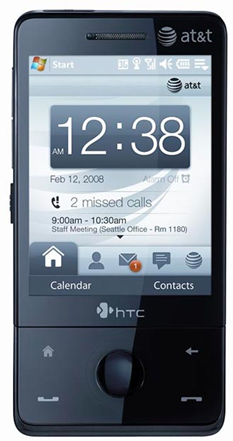 at&t
Start
at&t
12:38
Feb 12, 2008 Alarm Off
2 missed calls
9:00am - 10:30am
Staff Meeting (Seattle Office - Rm 1180)
1
Calendar Contacts
hTC